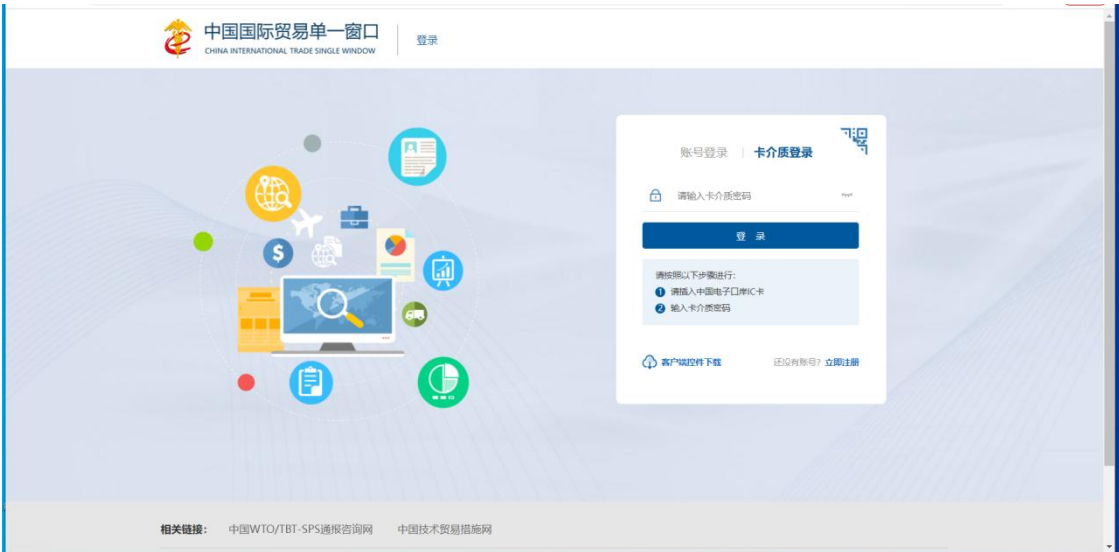 中国国际贸易单一窗口
CHINA INTERNATIONAL TRADE SINGLE WINDOW
登录
账号登录
卡介质登录
请输入卡介质密码
登 录
请按照以下步骤进行:
1 请插入中国电子口岸IC卡
2 输入卡介质密码
客户端控件下载
还没有账号? 立即注册
相关链接: 中国WTO/TBT-SPS通报咨询网 中国技术贸易措施网